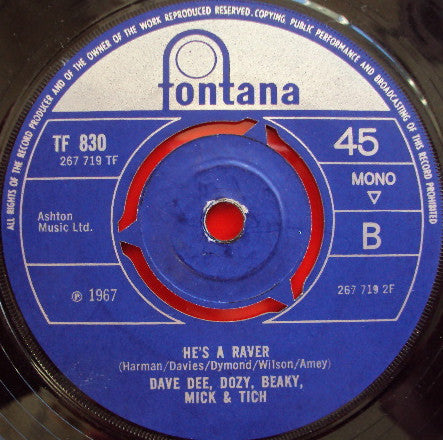 ALL RIGHTS OF THE RECORD PRODUCER AND OF THE OWNER OF THE WORK REPRODUCED RESERVED. COPYING, PUBLIC PERFORMANCE AND BROADCASTING OF THIS RECORD PROHIBITED
fontana
TF 830
267 719 TF
45
MONO
Ashton
Music Ltd.
B
℗ 1967
267 719 2F
HE'S A RAVER
(Harman/Davies/Dymond/Wilson/Amey)
DAVE DEE, DOZY, BEAKY,
MICK & TICH